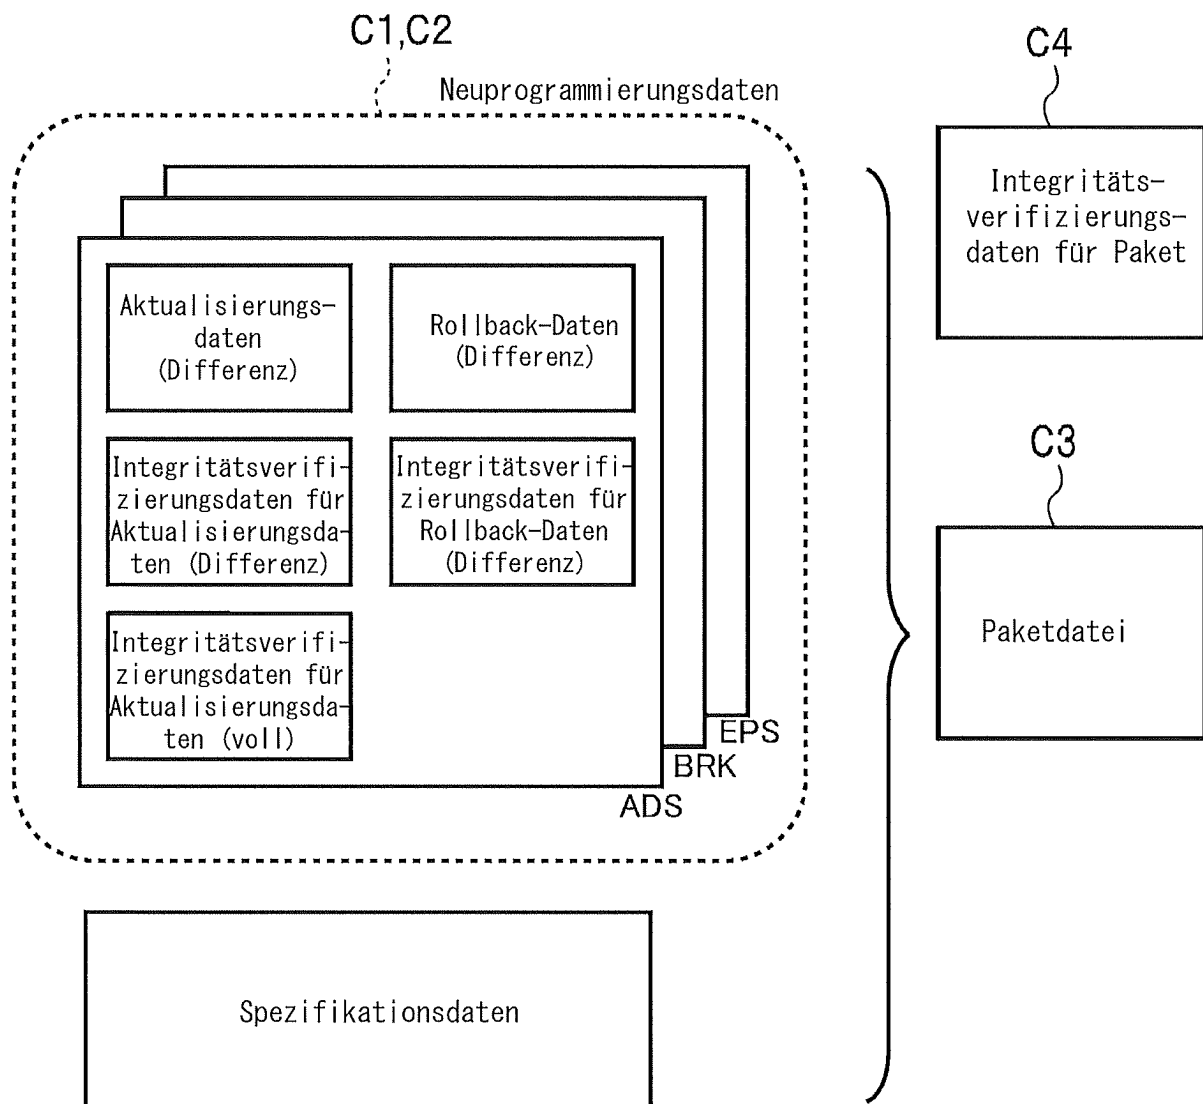 C1,C2
Neuprogrammierungsdaten
Aktualisierungs-
daten
(Differenz)
Rollback-Daten
(Differenz)
Integritätsverifi-
zierungsdaten für
Aktualisierungsda-
ten (Differenz)
Integritätsverifi-
zierungsdaten für
Rollback-Daten
(Differenz)
Integritätsverifi-
zierungsdaten für
Aktualisierungsda-
ten (voll)
EPS
BRK
ADS
Spezifikationsdaten
C4
Integritäts-
verifizierungs-
daten für Paket
C3
Paketdatei